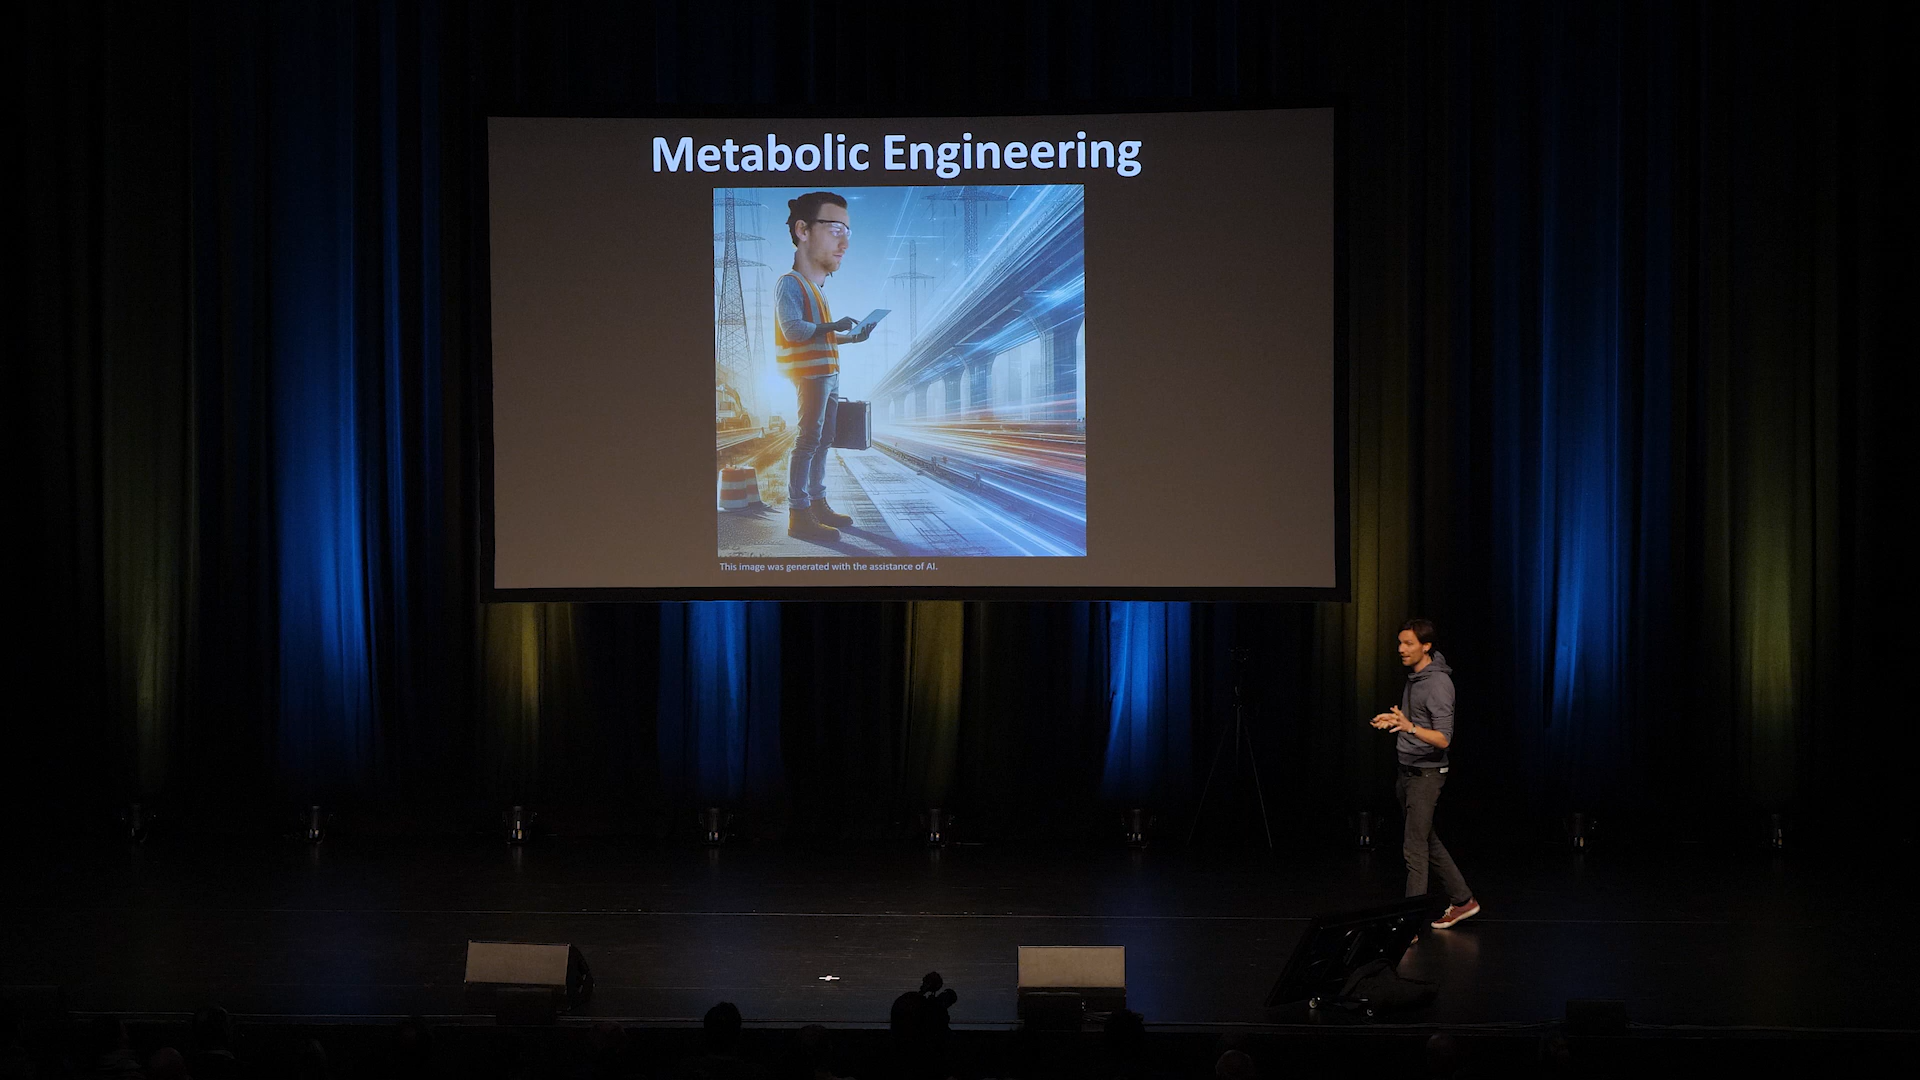 Metabolic Engineering
This image was generated with the assistance of AI.